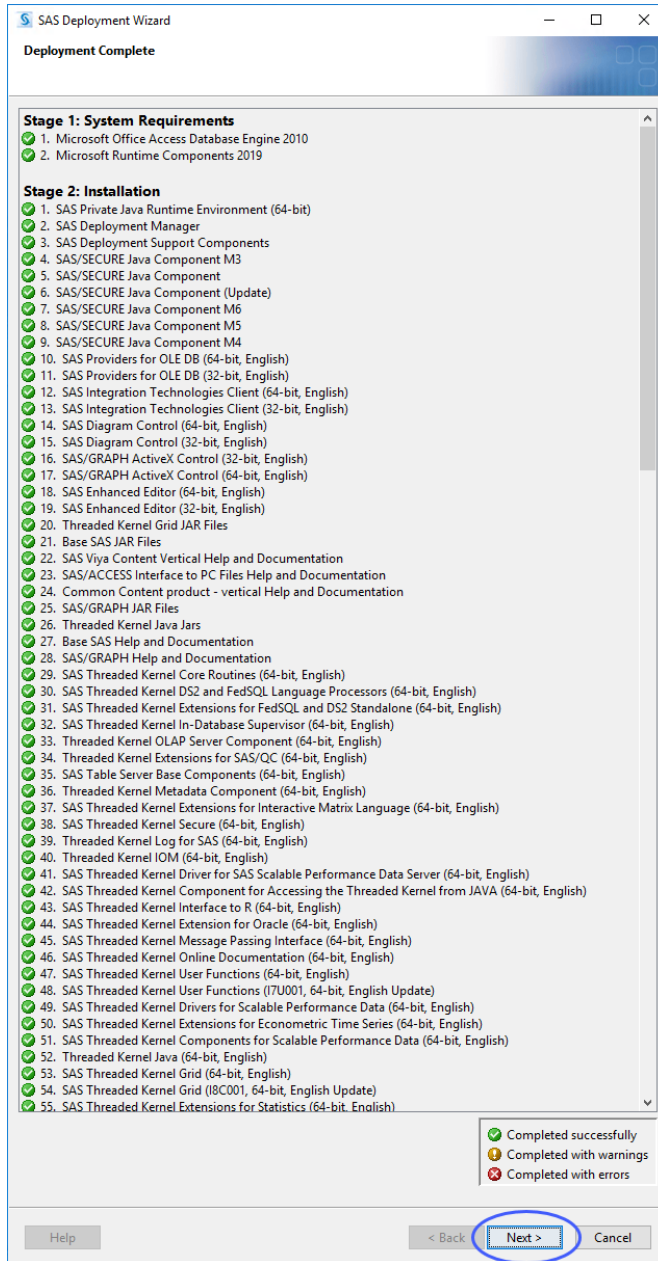 SAS Deployment Wizard
Deployment Complete
Stage 1: System Requirements
1. Microsoft Office Access Database Engine 2010
2. Microsoft Runtime Components 2019
Stage 2: Installation
1. SAS Private Java Runtime Environment (64-bit)
2. SAS Deployment Manager
3. SAS Deployment Support Components
4. SAS/SECURE Java Component M3
5. SAS/SECURE Java Component
6. SAS/SECURE Java Component (Update)
7. SAS/SECURE Java Component M6
8. SAS/SECURE Java Component M5
9. SAS/SECURE Java Component M4
10. SAS Providers for OLE DB (64-bit, English)
11. SAS Providers for OLE DB (32-bit, English)
12. SAS Integration Technologies Client (64-bit, English)
13. SAS Integration Technologies Client (32-bit, English)
14. SAS Diagram Control (64-bit, English)
15. SAS Diagram Control (32-bit, English)
16. SAS/GRAPH ActiveX Control (32-bit, English)
17. SAS/GRAPH ActiveX Control (64-bit, English)
18. SAS Enhanced Editor (64-bit, English)
19. SAS Enhanced Editor (32-bit, English)
20. Threaded Kernel Grid JAR Files
21. Base SAS JAR Files
22. SAS Viya Content Vertical Help and Documentation
23. SAS/ACCESS Interface to PC Files Help and Documentation
24. Common Content product - vertical Help and Documentation
25. SAS/GRAPH JAR Files
26. Threaded Kernel Java Jars
27. Base SAS Help and Documentation
28. SAS/GRAPH Help and Documentation
29. SAS Threaded Kernel Core Routines (64-bit, English)
30. SAS Threaded Kernel DS2 and FedSQL Language Processors (64-bit, English)
31. SAS Threaded Kernel Extensions for FedSQL and DS2 Standalone (64-bit, English)
32. SAS Threaded Kernel In-Database Supervisor (64-bit, English)
33. Threaded Kernel OLAP Server Component (64-bit, English)
34. Threaded Kernel Extensions for SAS/QC (64-bit, English)
35. SAS Table Server Base Components (64-bit, English)
36. Threaded Kernel Metadata Component (64-bit, English)
37. SAS Threaded Kernel Extensions for Interactive Matrix Language (64-bit, English)
38. SAS Threaded Kernel Secure (64-bit, English)
39. Threaded Kernel Log for SAS (64-bit, English)
40. Threaded Kernel IOM (64-bit, English)
41. SAS Threaded Kernel Driver for SAS Scalable Performance Data Server (64-bit, English)
42. SAS Threaded Kernel Component for Accessing the Threaded Kernel from JAVA (64-bit, English)
43. SAS Threaded Kernel Interface to R (64-bit, English)
44. SAS Threaded Kernel Extension for Oracle (64-bit, English)
45. SAS Threaded Kernel Message Passing Interface (64-bit, English)
46. SAS Threaded Kernel Online Documentation (64-bit, English)
47. SAS Threaded Kernel User Functions (64-bit, English)
48. SAS Threaded Kernel User Functions (I7U001, 64-bit, English Update)
49. SAS Threaded Kernel Drivers for Scalable Performance Data (64-bit, English)
50. SAS Threaded Kernel Extensions for Econometric Time Series (64-bit, English)
51. SAS Threaded Kernel Components for Scalable Performance Data (64-bit, English)
52. Threaded Kernel Java (64-bit, English)
53. SAS Threaded Kernel Grid (64-bit, English)
54. SAS Threaded Kernel Grid (I8C001, 64-bit, English Update)
55. SAS Threaded Kernel Extensions for Statistics (64-bit, English)
Completed successfully
Completed with warnings
Completed with errors
Help
< Back
Next >
Cancel